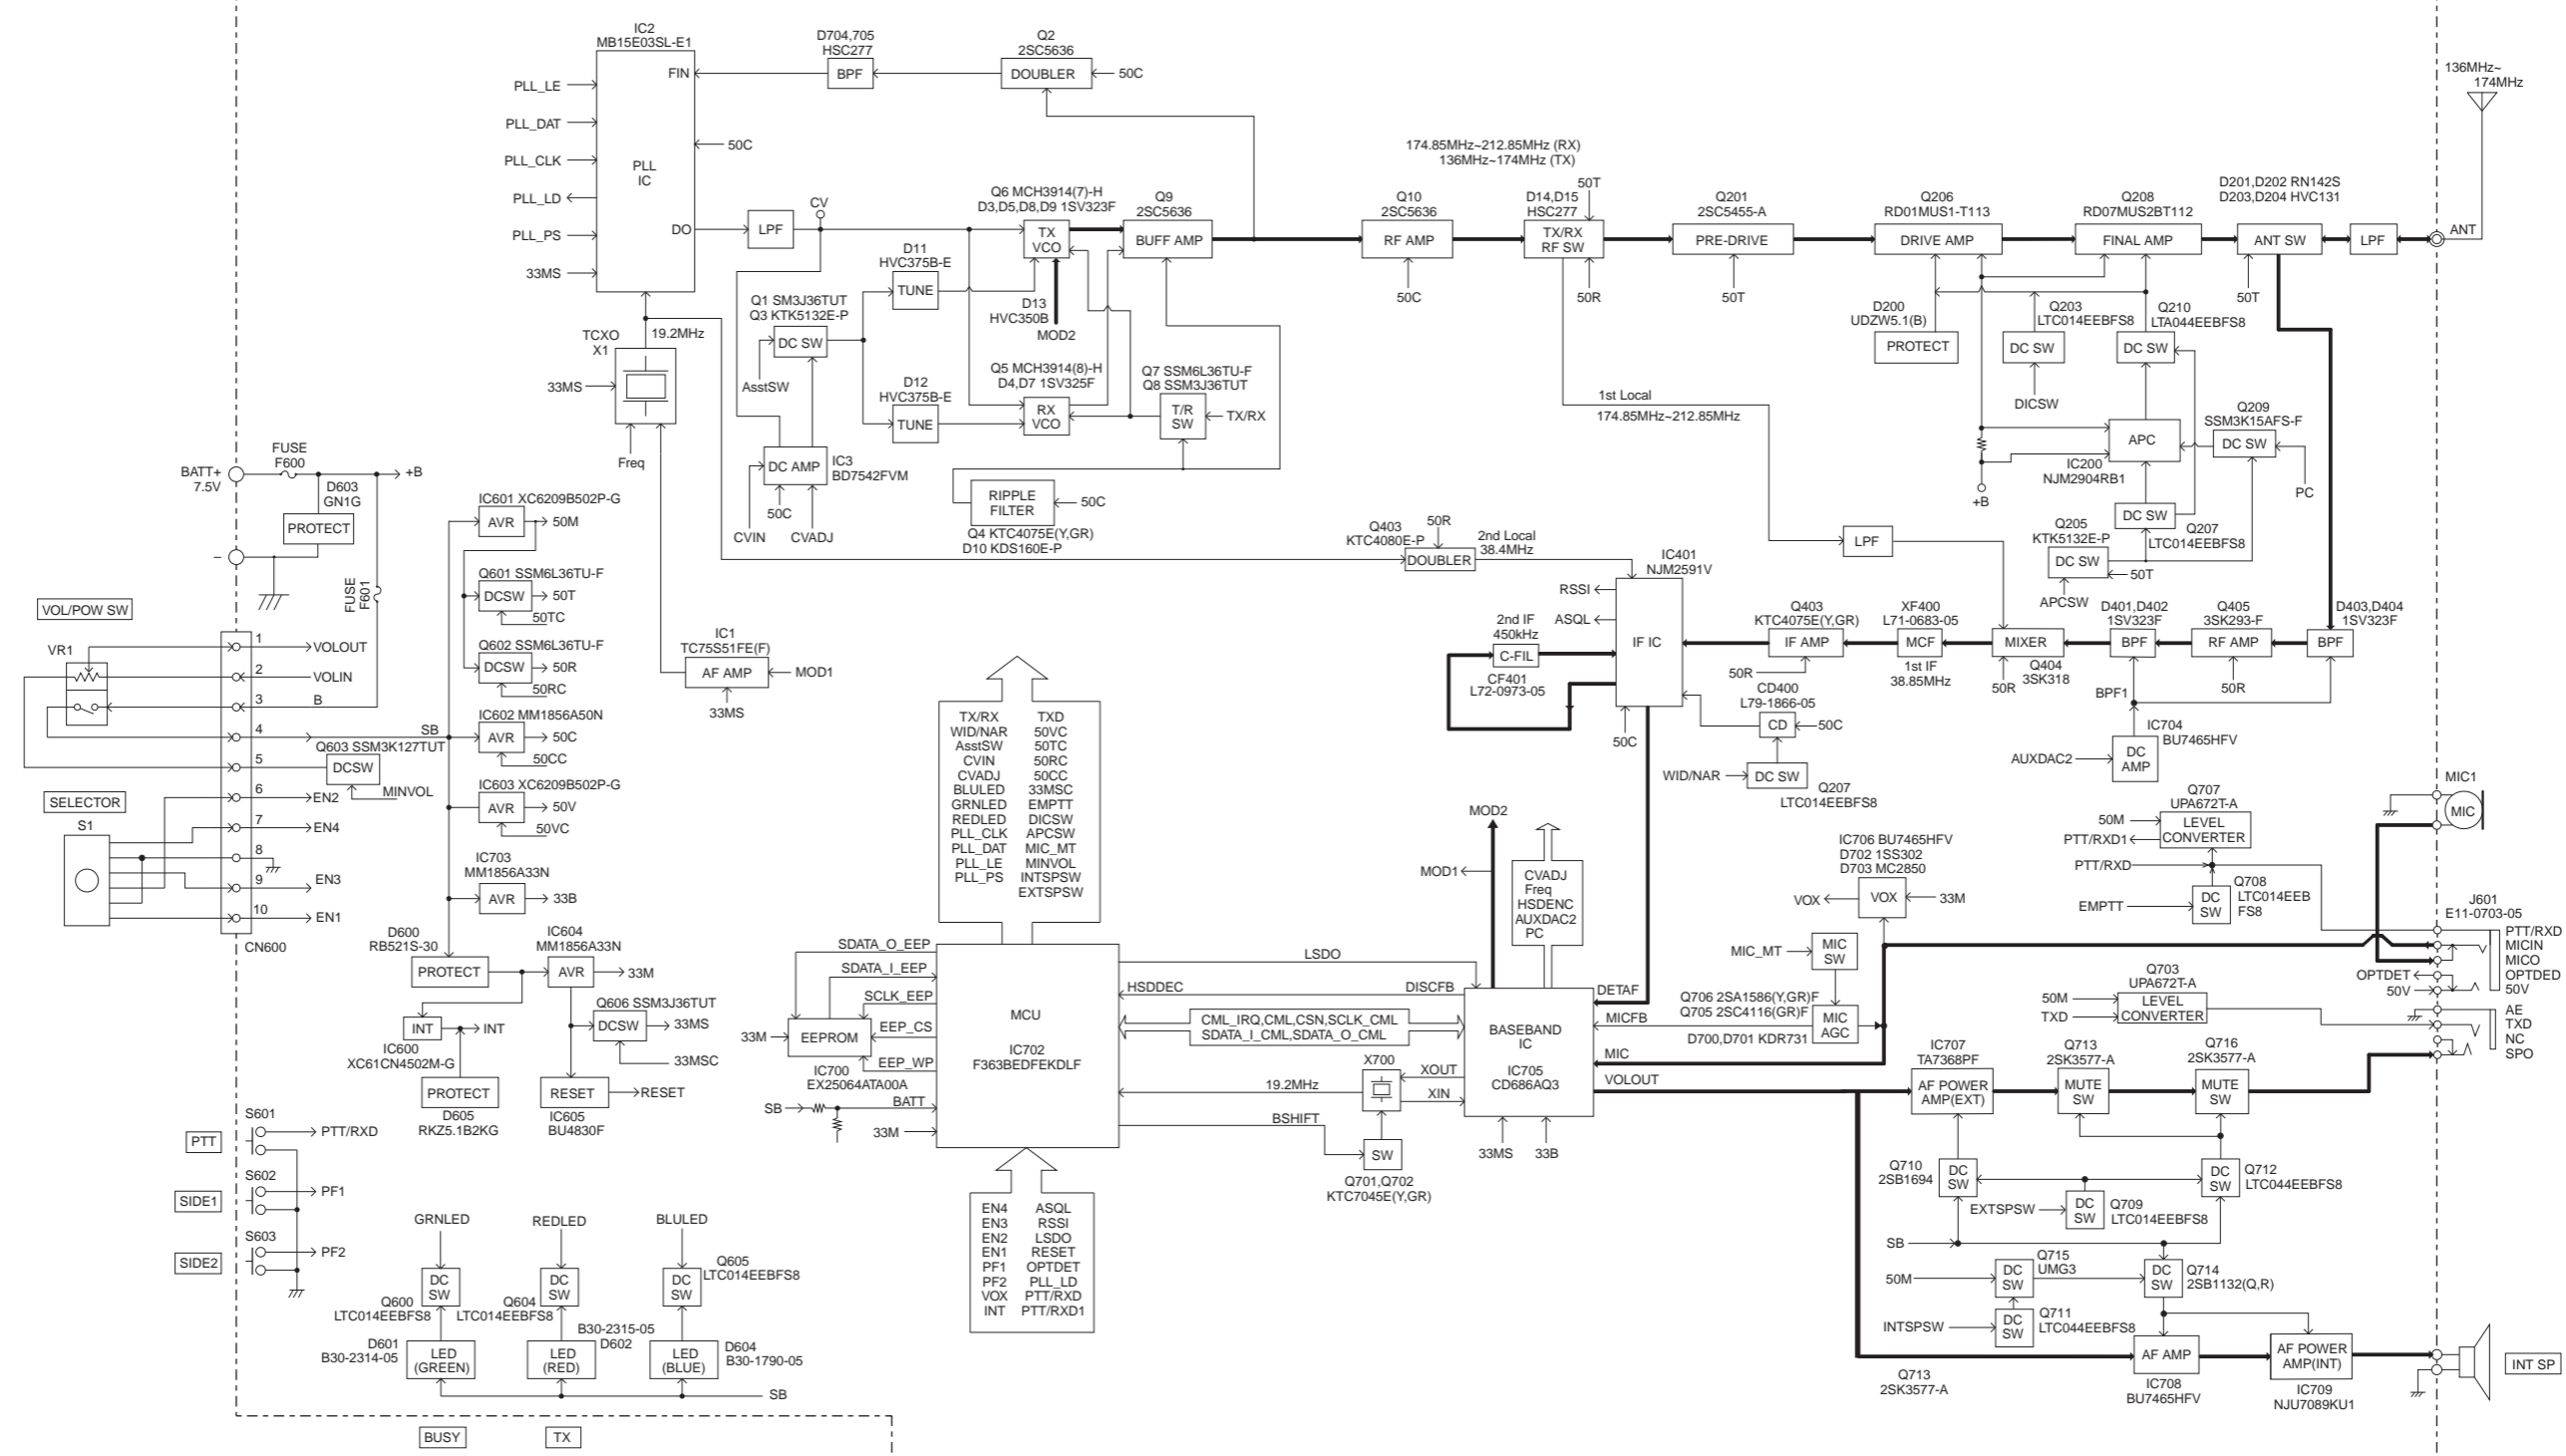 IC2
MB15E03SL-E1
PLL_LE
PLL_DAT
PLL_CLK
PLL_LD
PLL_PS
33MS
FIN
PLL
IC
DO
50C
D704,705
HSC277
BPF
Q2
2SC5636
DOUBLER
50C
LPF
CV
Q6 MCH3914(7)-H
D3,D5,D8,D9 1SV323F
TX
VCO
Q9
2SC5636
BUFF AMP
D11
HVC375B-E
TUNE
D13
HVC350B
MOD2
Q1 SM3J36TUT
Q3 KTK5132E-P
DC SW
AsstSW
D12
HVC375B-E
TUNE
Q5 MCH3914(8)-H
D4,D7 1SV325F
RX
VCO
Q7 SSM6L36TU-F
Q8 SSM3J36TUT
T/R
SW
TX/RX
DC AMP
IC3
BD7542FVM
50C
CVIN
CVADJ
RIPPLE
FILTER
50C
Q4 KTC4075E(Y,GR)
D10 KDS160E-P
TCXO
X1
19.2MHz
33MS
Freq
174.85MHz~212.85MHz (RX)
136MHz~174MHz (TX)
Q10
2SC5636
RF AMP
50C
D14,D15
HSC277
50T
TX/RX
RF SW
50R
Q201
2SC5455-A
PRE-DRIVE
50T
Q206
RD01MUS1-T113
DRIVE AMP
Q208
RD07MUS2BT112
FINAL AMP
D201,D202 RN142S
D203,D204 HVC131
ANT SW
50T
LPF
ANT
136MHz~
174MHz
D200
UDZW5.1(B)
PROTECT
Q203
LTC014EEBFS8
DC SW
DICSW
Q210
LTA044EEBFS8
DC SW
APC
IC200
NJM2904RB1
+B
Q209
SSM3K15AFS-F
DC SW
PC
DC SW
Q207
LTC014EEBFS8
Q205
KTK5132E-P
DC SW
50T
APCSW
1st Local
174.85MHz~212.85MHz
LPF
Q403
KTC4080E-P
50R
DOUBLER
2nd Local
38.4MHz
IC401
NJM2591V
RSSI
ASQL
IF IC
50C
2nd IF
450kHz
C-FIL
CF401
L72-0973-05
Q403
KTC4075E(Y,GR)
IF AMP
50R
XF400
L71-0683-05
MCF
1st IF
38.85MHz
MIXER
50R
Q404
3SK318
D401,D402
1SV323F
BPF
BPF1
Q405
3SK293-F
RF AMP
50R
D403,D404
1SV323F
BPF
CD400
L79-1866-05
CD
50C
WID/NAR
DC SW
Q207
LTC014EEBFS8
IC704
BU7465HFV
DC
AMP
AUXDAC2
BATT+
7.5V
FUSE
F600
+B
D603
GN1G
PROTECT
−
FUSE
F601
VOL/POW SW
VR1
SELECTOR
S1
1
2
3
4
5
6
7
8
9
10
CN600
VOLOUT
VOLIN
B
SB
EN2
EN4
EN3
EN1
Q603 SSM3K127TUT
DCSW
MINVOL
IC601 XC6209B502P-G
AVR
50M
Q601 SSM6L36TU-F
DCSW
50T
50TC
Q602 SSM6L36TU-F
DCSW
50R
50RC
IC602 MM1856A50N
AVR
50C
50CC
IC603 XC6209B502P-G
AVR
50V
50VC
IC703
MM1856A33N
AVR
33B
D600
RB521S-30
PROTECT
IC604
MM1856A33N
AVR
33M
INT
INT
IC600
XC61CN4502M-G
Q606 SSM3J36TUT
DCSW
33MS
33MSC
PROTECT
D605
RKZ5.1B2KG
RESET
RESET
IC605
BU4830F
IC1
TC75S51FE(F)
AF AMP
MOD1
33MS
PTT
S601
PTT/RXD
SIDE1
S602
PF1
SIDE2
S603
PF2
GRNLED
REDLED
BLULED
DC
SW
Q600
LTC014EEBFS8
DC
SW
Q604
LTC014EEBFS8
DC
SW
Q605
LTC014EEBFS8
D601
B30-2314-05
LED
(GREEN)
B30-2315-05
D602
LED
(RED)
LED
(BLUE)
D604
B30-1790-05
SB
BUSY
TX
TX/RX TXD
WID/NAR 50VC
AsstSW 50TC
CVIN 50RC
CVADJ 50CC
BLULED 33MSC
GRNLED EMPTT
REDLED DICSW
PLL_CLK APCSW
PLL_DAT MIC_MT
PLL_LE MINVOL
PLL_PS INTSPSW
EXTSPSW
SDATA_O_EEP
SDATA_I_EEP
SCLK_EEP
EEP_CS
EEP_WP
33M
EEPROM
IC700
EX25064ATA00A
SB
BATT
33M
MCU
IC702
F363BEDFEKDLF
EN4 ASQL
EN3 RSSI
EN2 LSDO
EN1 RESET
PF1 OPTDET
PF2 PLL_LD
VOX PTT/RXD
INT PTT/RXD1
LSDO
HSDDEC
DISCFB
CML_IRQ,CML,CSN,SCLK_CML
SDATA_I_CML,SDATA_O_CML
19.2MHz
X700
XOUT
XIN
BSHIFT
SW
Q701,Q702
KTC7045E(Y,GR)
MOD2
MOD1
CVADJ
Freq
HSDENC
AUXDAC2
PC
BASEBAND
IC
IC705
CD686AQ3
33MS
33B
DETAF
MICFB
MIC
VOLOUT
IC706 BU7465HFV
D702 1SS302
D703 MC2850
VOX
VOX
33M
MIC_MT
MIC
SW
Q706 2SA1586(Y,GR)F
Q705 2SC4116(GR)F
MIC
AGC
D700,D701 KDR731
Q707
UPA672T-A
50M
LEVEL
CONVERTER
PTT/RXD1
PTT/RXD
EMPTT
DC
SW
Q708
LTC014EEB
FS8
Q703
UPA672T-A
50M
TXD
LEVEL
CONVERTER
MIC1
MIC
J601
E11-0703-05
PTT/RXD
MICIN
MICO
OPTDET
OPTDED
50V
50V
AE
TXD
NC
SPO
IC707
TA7368PF
AF POWER
AMP(EXT)
Q713
2SK3577-A
MUTE
SW
Q716
2SK3577-A
MUTE
SW
Q710
2SB1694
DC
SW
DC
SW
Q712
LTC044EEBFS8
EXTSPSW
DC
SW
Q709
LTC014EEBFS8
SB
50M
DC
SW
Q715
UMG3
DC
SW
Q714
2SB1132(Q,R)
INTSPSW
DC
SW
Q711
LTC044EEBFS8
Q713
2SK3577-A
AF AMP
IC708
BU7465HFV
AF POWER
AMP(INT)
IC709
NJU7089KU1
INT SP